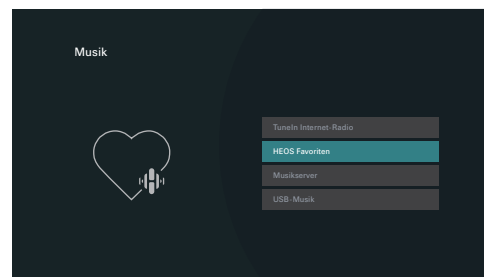 Musik
TuneIn Internet-Radio
HEOS Favoriten
Musikserver
USB-Musik